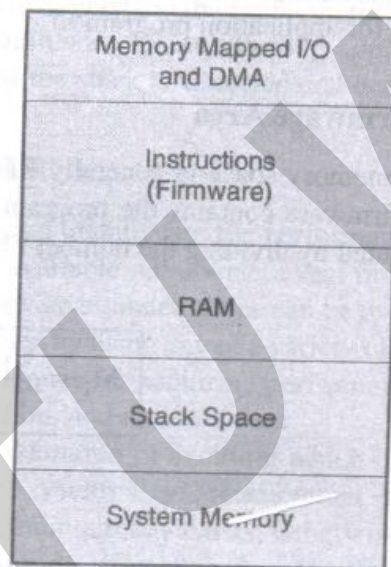 Memory Mapped I/O
and DMA
Instructions
(Firmware)
RAM
Stack Space
System Memory